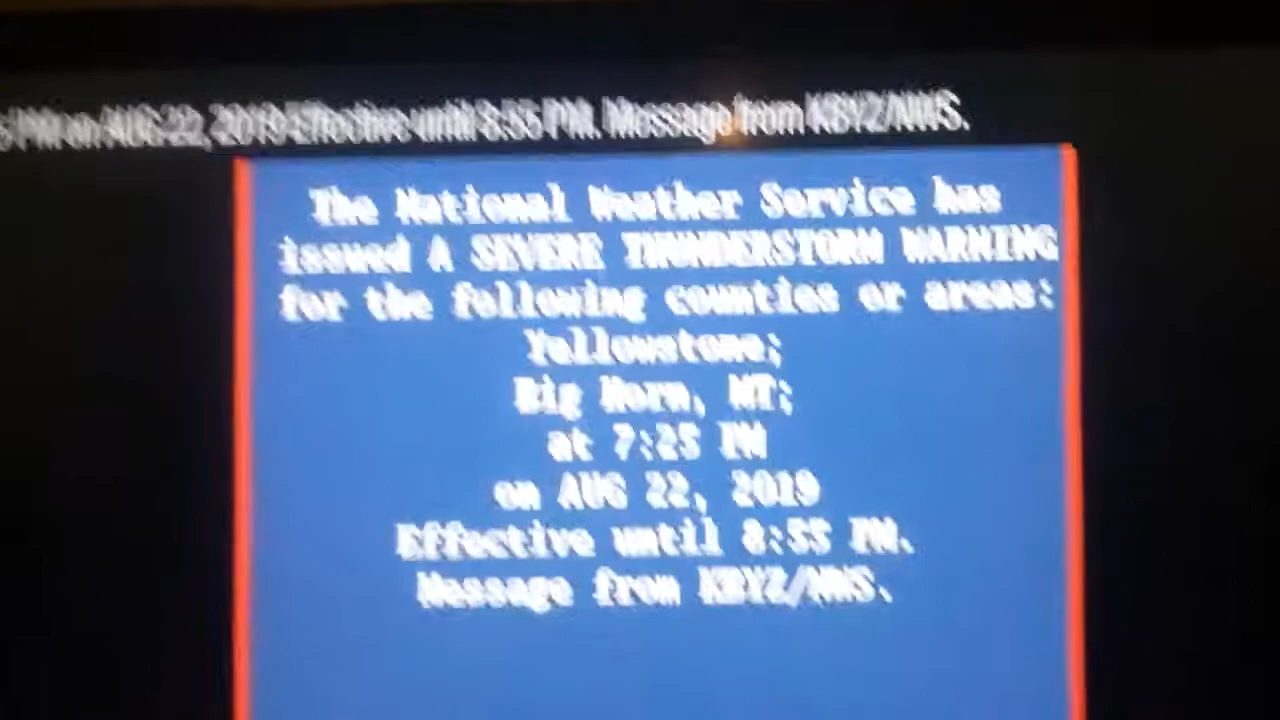 5 PM on AUG 22, 2019 Effective until 8:55 PM. Message from KBYZ/NWS.
The National Weather Service has
issued A SEVERE THUNDERSTORM WARNING
for the following counties or areas:
Yellowstone;
Big Horn, MT;
at 7:25 PM
on AUG 22, 2019
Effective until 8:55 PM.
Message from KBYZ/NWS.